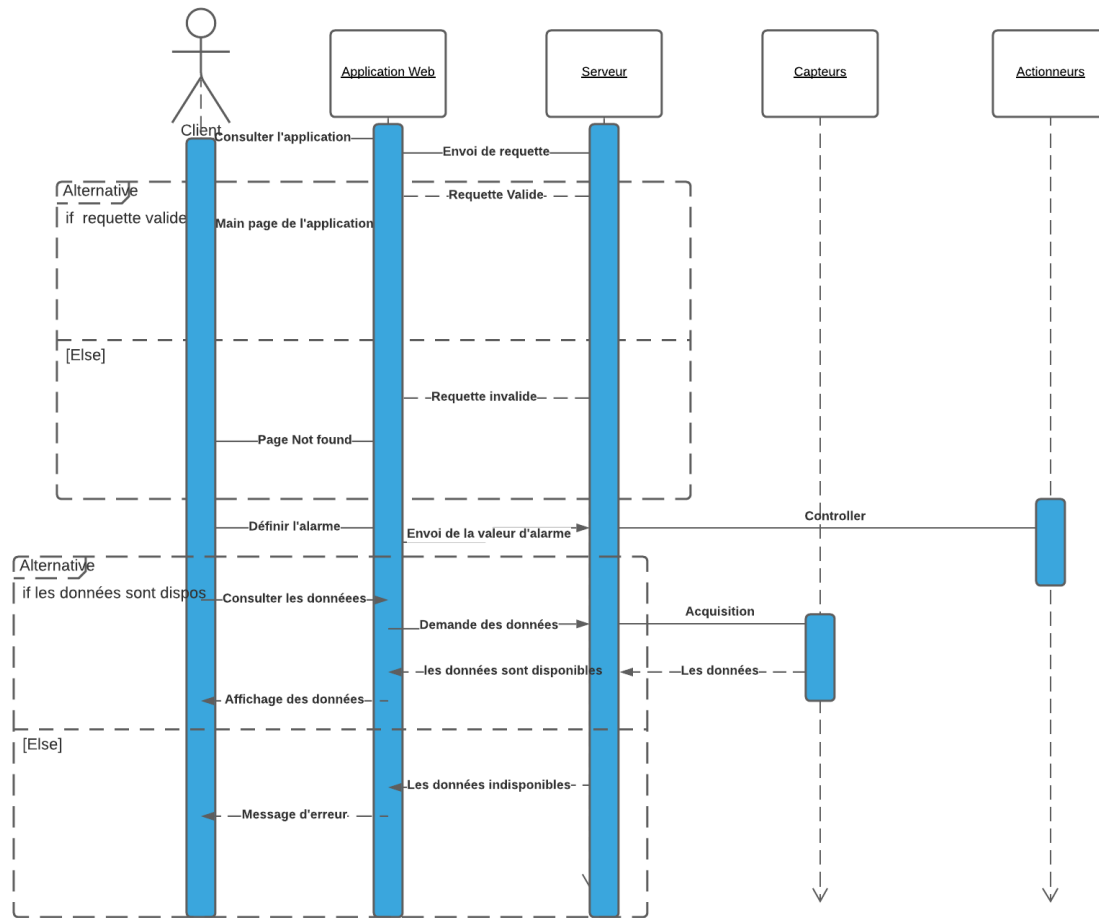 Application Web
Serveur
Capteurs
Actionneurs
Client
Consulter l'application
Envoi de requette
Alternative
if requette valide
Requette Valide
Main page de l'application
[Else]
Requette invalide
Page Not found
Définir l'alarme
Envoi de la valeur d'alarme
Controller
Alternative
if les données sont dispos
Consulter les donnéees
Demande des données
Acquisition
les données sont disponibles
Les données
Affichage des données
[Else]
Les données indisponibles
Message d'erreur